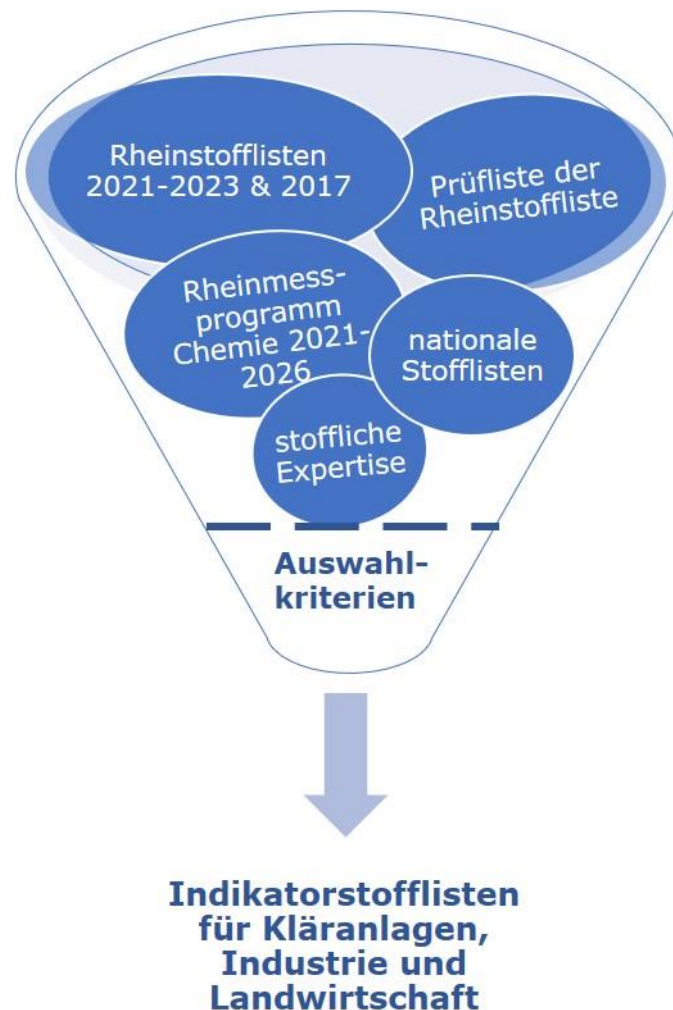 Rheinstofflisten
2021-2023 & 2017
Prüfliste der
Rheinstoffliste
Rheinmess-
programm
Chemie 2021-
2026
nationale
Stofflisten
stoffliche
Expertise
Auswahl-
kriterien
Indikatorstofflisten
für Kläranlagen,
Industrie und
Landwirtschaft